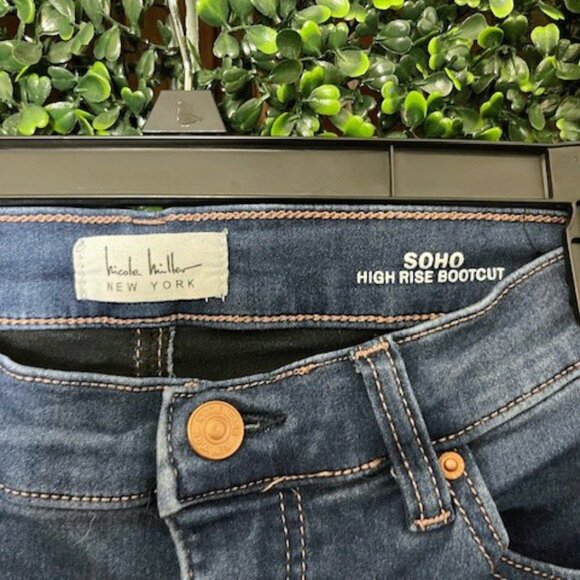 Nicole Miller
NEW YORK
SOHO
HIGH RISE BOOTCUT